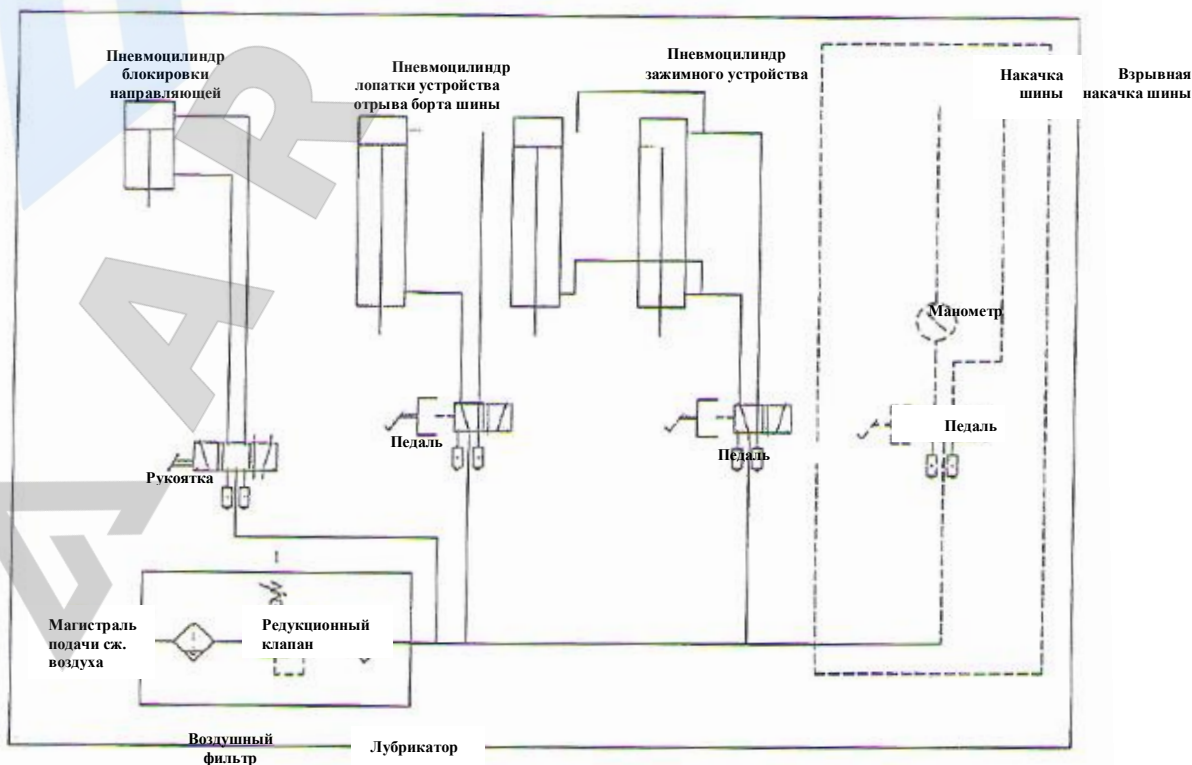 Пневмоцилиндр
блокировки
направляющей
Пневмоцилиндр
лопатки устройства
отрыва борта шины
Пневмоцилиндр
зажимного устройства
Накачка
шины
Взрывная
накачка шины
Манометр
Педаль
Педаль
Педаль
Рукоятка
Магистраль
подачи сж.
воздуха
Редукционный
клапан
Воздушный
фильтр
Лубрикатор